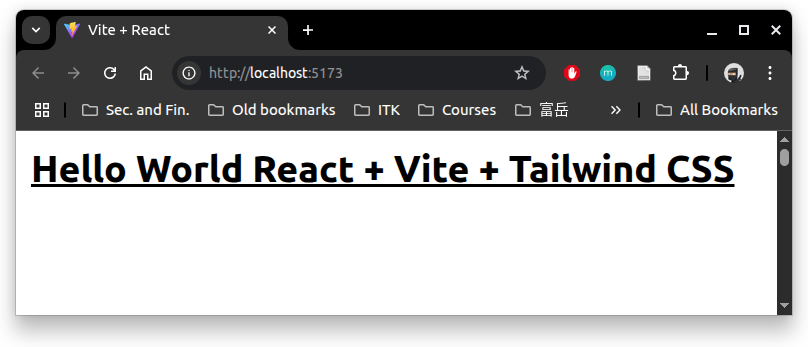 Vite + React
http://localhost:5173
Sec. and Fin. Old bookmarks ITK Courses 富岳 » All Bookmarks
Hello World React + Vite + Tailwind CSS